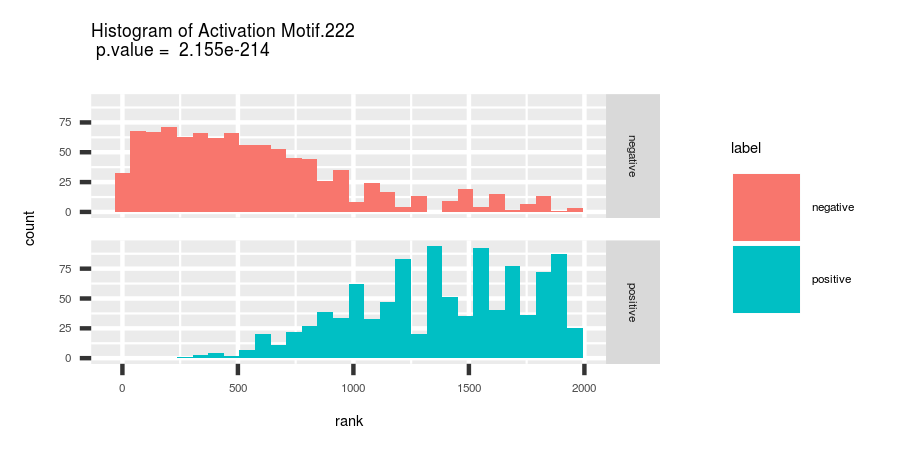 Histogram of Activation Motif.222
p.value = 2.155e-214
75
50
25
0
negative
75
50
25
0
positive
0 500 1000 1500 2000
rank
count
label
negative
positive